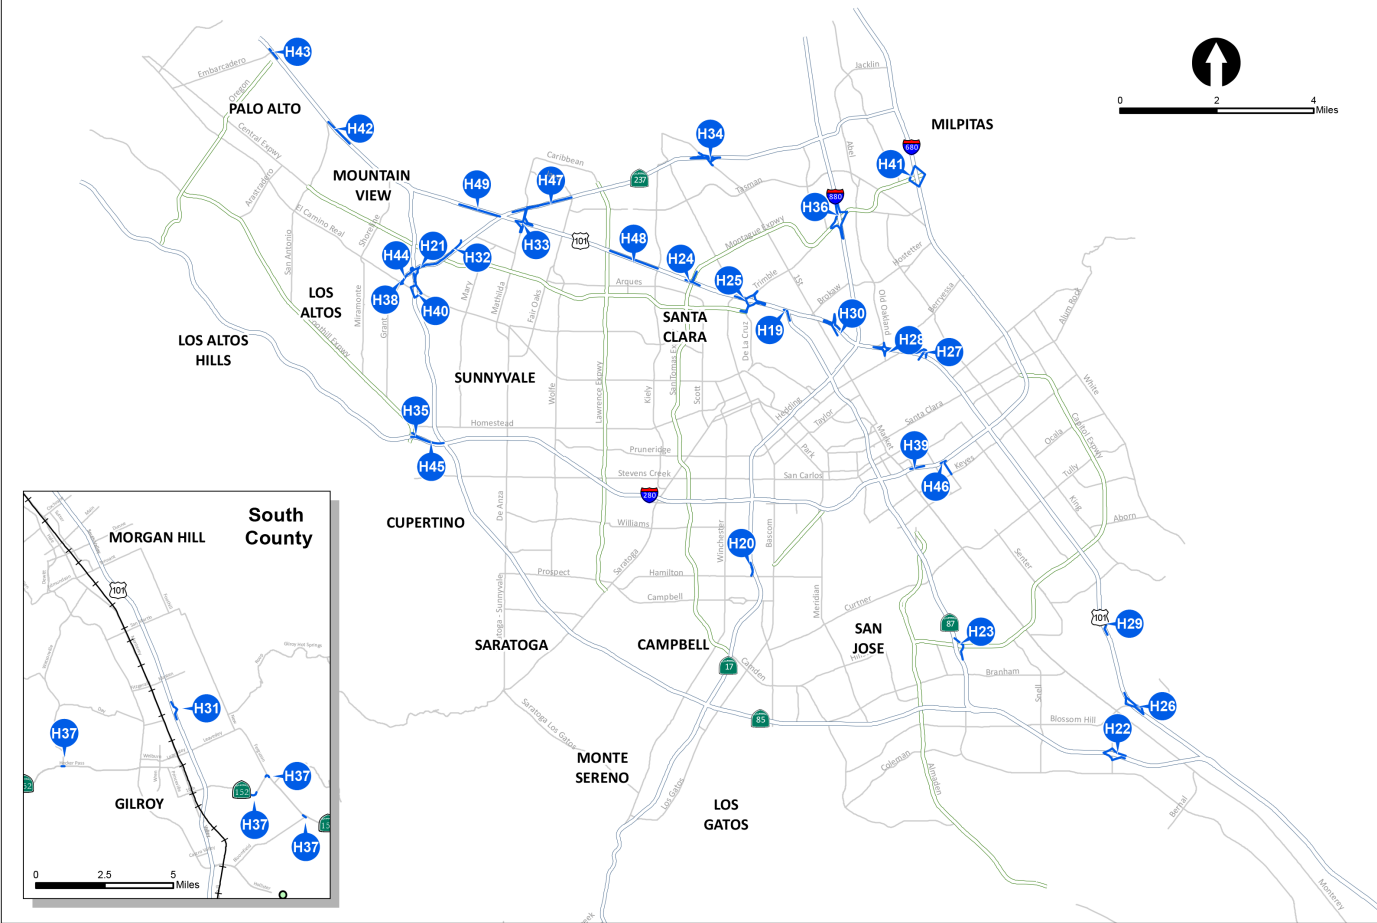 H43
Embarcadero
Jacklin
Oregon
0 2 4
Miles
PALO ALTO
H42
Central Expwy
MILPITAS
H34
Abel
680
Caribbean
H41
Arastradero
MOUNTAIN
VIEW
H49
H47
237
Tasman
880
H36
El Camino Real
Montague Expwy
Shoreline
San Antonio
H21
H33
101
H48
Hostetter
H44
H32
H24
H25
Trimble
1st
Arques
Mary
Mathilda
Fair Oaks
Brokaw
Old Oakland
Berryessa
Alum Rock
H38
H40
LOS
ALTOS
Miramonte
Grant
Foothill Expwy
SANTA
CLARA
H19
H30
De La Cruz
H28
H27
LOS ALTOS
HILLS
SUNNYVALE
Wolfe
Lawrence Expwy
Kiely
San Tomas Ex
Scott
White
H35
Homestead
Hedding
Taylor
Market
Santa Clara
Capitol Expwy
Ocala
H45
Pruneridge
Park
H39
Keyes
Tully
Stevens Creek
San Carlos
H46
280
King
De Anza
CUPERTINO
Williams
Winchester
Bascom
Aborn
H20
Saratoga
Senter
Prospect
Hamilton
Campbell
Meridian
Curtner
SARATOGA
CAMPBELL
SAN
JOSE
87
H23
101
H29
17
Camden
Branham
Snell
Saratoga Los Gatos
85
Blossom Hill
H26
H22
MONTE
SERENO
Coleman
Almaden
Los Gatos
LOS
GATOS
Bernal
Monterey
South
County
MORGAN HILL
101
H31
H37
152
H37
GILROY
H37
H37
0 2.5 5
Miles